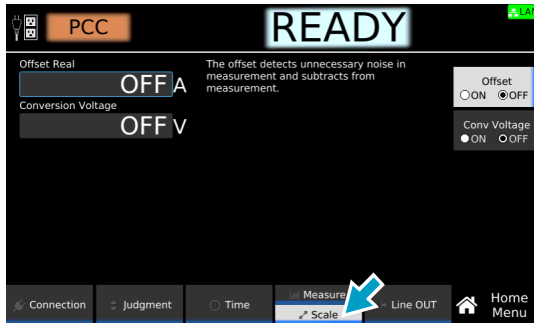 PCC
READY
LAN
Offset Real
OFF A
Conversion Voltage
OFF V
The offset detects unnecessary noise in
measurement and subtracts from
measurement.
Offset
ON OFF
Conv Voltage
ON OFF
Connection
Judgment
Time
Measure
Scale
Line OUT
Home
Menu